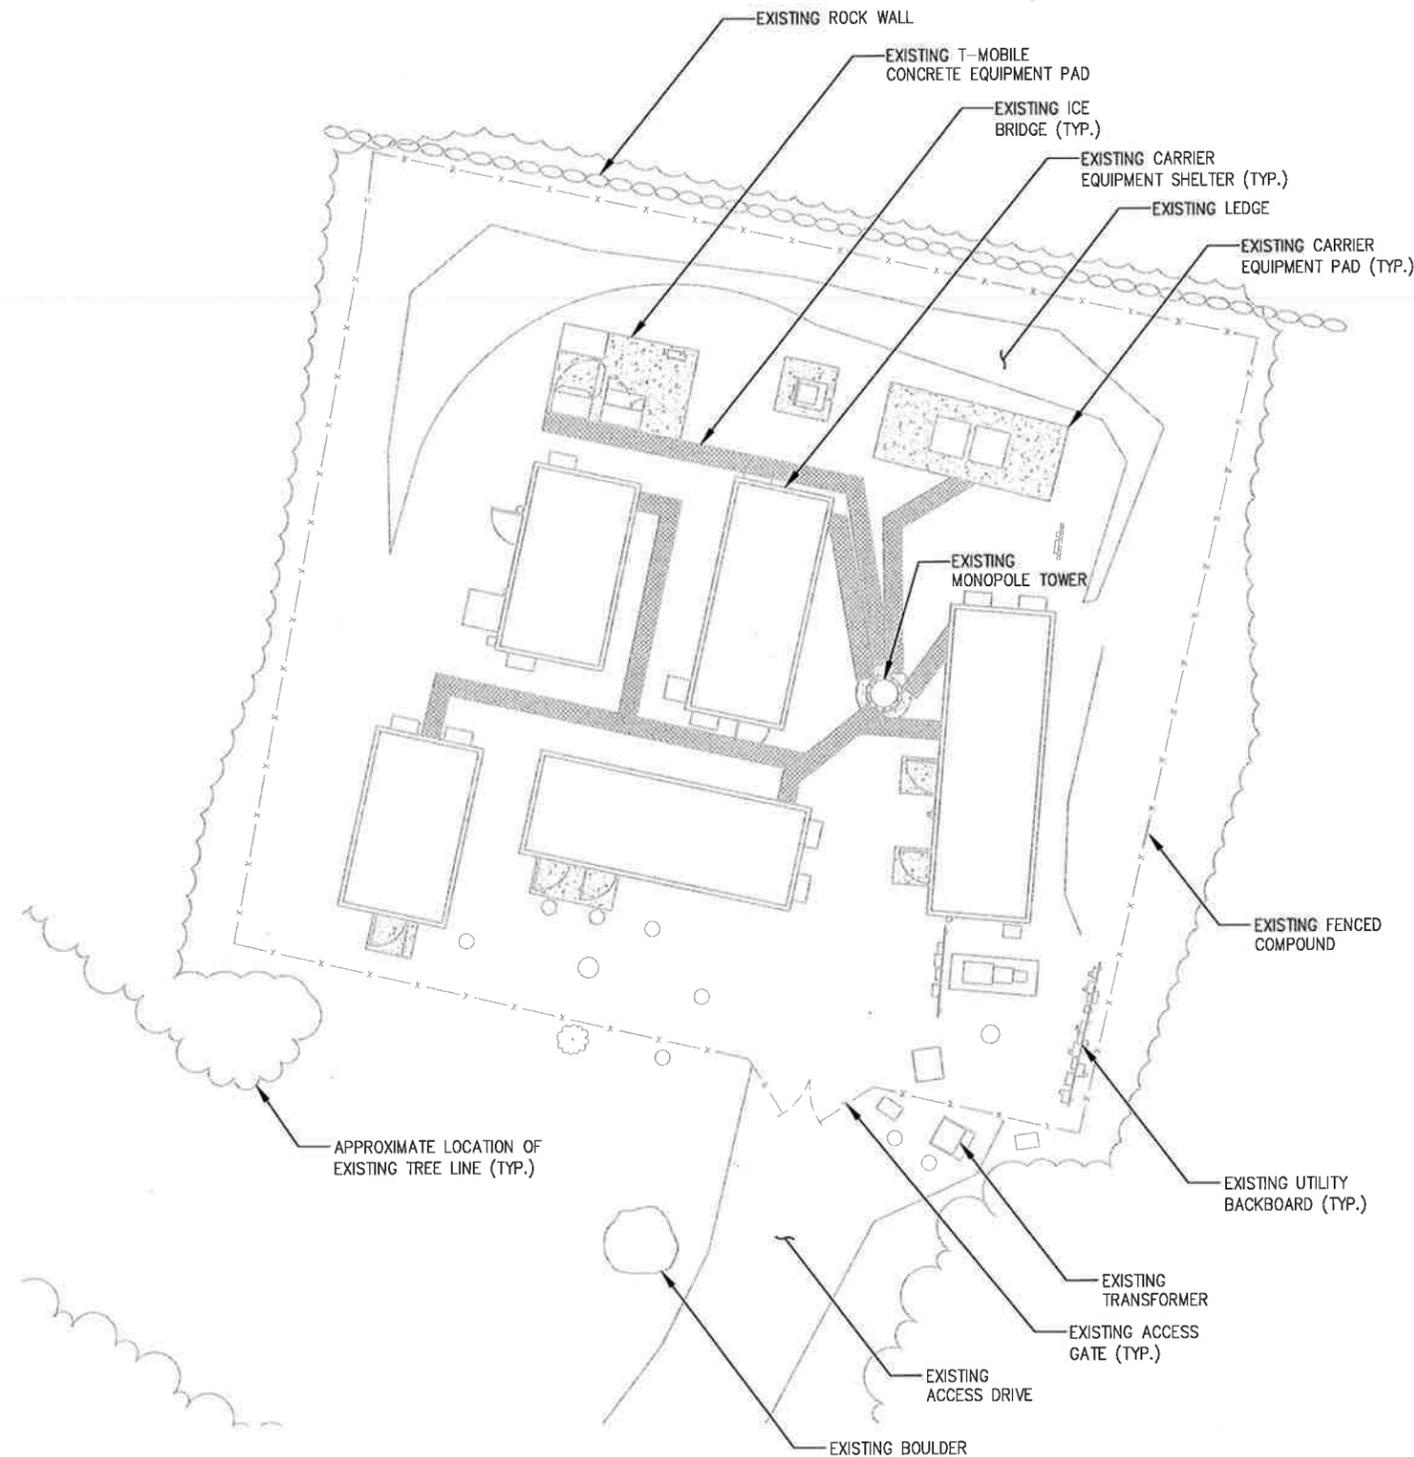 EXISTING ROCK WALL
EXISTING T-MOBILE
CONCRETE EQUIPMENT PAD
EXISTING ICE
BRIDGE (TYP.)
EXISTING CARRIER
EQUIPMENT SHELTER (TYP.)
EXISTING LEDGE
EXISTING CARRIER
EQUIPMENT PAD (TYP.)
EXISTING
MONOPOLE TOWER
EXISTING FENCED
COMPOUND
APPROXIMATE LOCATION OF
EXISTING TREE LINE (TYP.)
EXISTING UTILITY
BACKBOARD (TYP.)
EXISTING
TRANSFORMER
EXISTING ACCESS
GATE (TYP.)
EXISTING
ACCESS DRIVE
EXISTING BOULDER